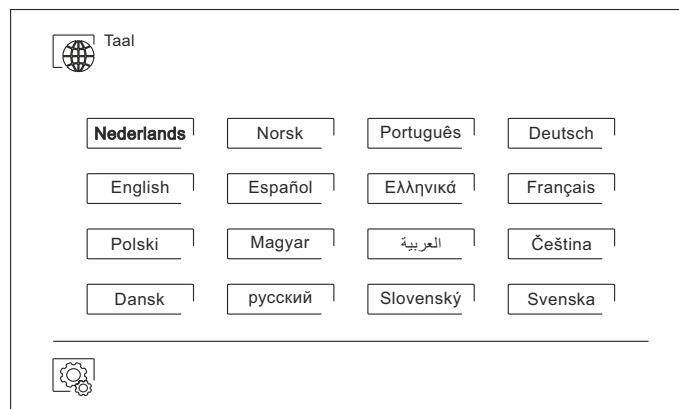 Taal
Nederlands Norsk Português Deutsch
English Español Ελληνικά Français
Polski Magyar العربية Čeština
Dansk русский Slovenský Svenska